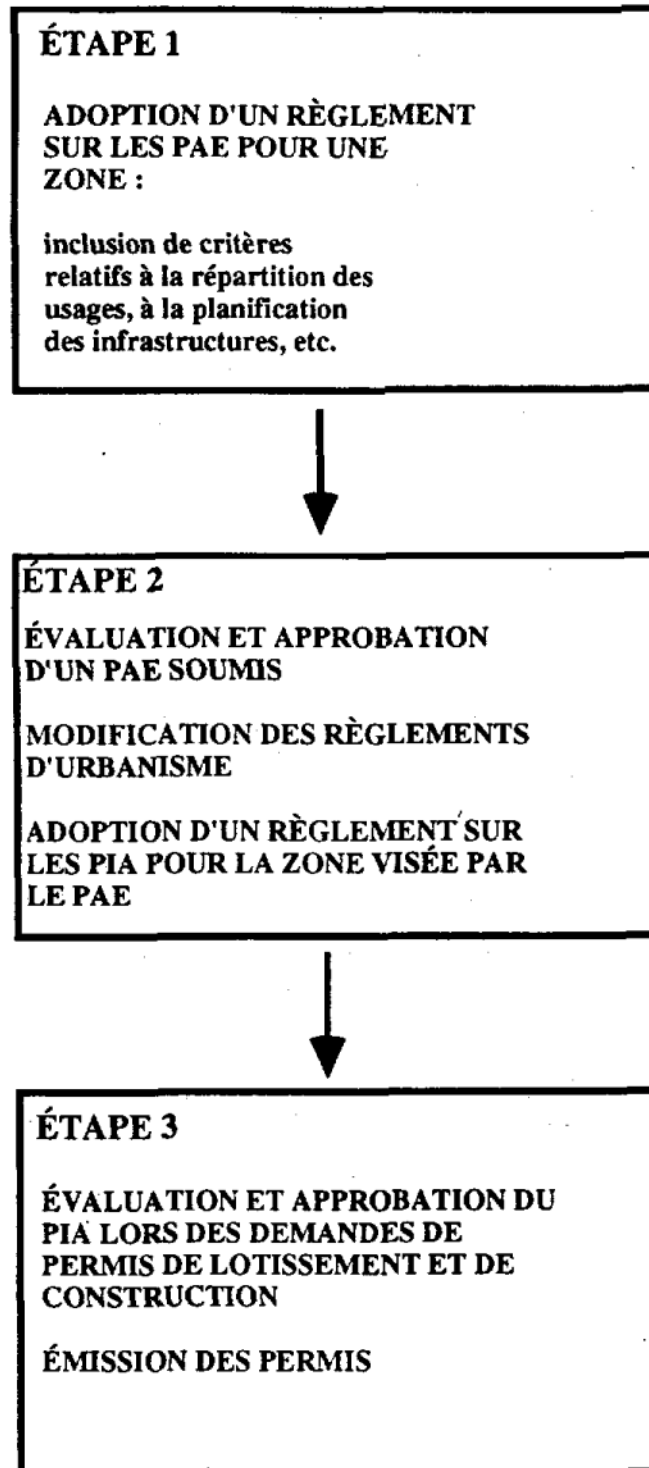 ÉTAPE 1
ADOPTION D'UN RÈGLEMENT
SUR LES PAE POUR UNE
ZONE :
inclusion de critères
relatifs à la répartition des
usages, à la planification
des infrastructures, etc.
ÉTAPE 2
ÉVALUATION ET APPROBATION
D'UN PAE SOUMIS
MODIFICATION DES RÈGLEMENTS
D'URBANISME
ADOPTION D'UN RÈGLEMENT SUR
LES PIA POUR LA ZONE VISÉE PAR
LE PAE
ÉTAPE 3
ÉVALUATION ET APPROBATION DU
PIA LORS DES DEMANDES DE
PERMIS DE LOTISSEMENT ET DE
CONSTRUCTION
ÉMISSION DES PERMIS